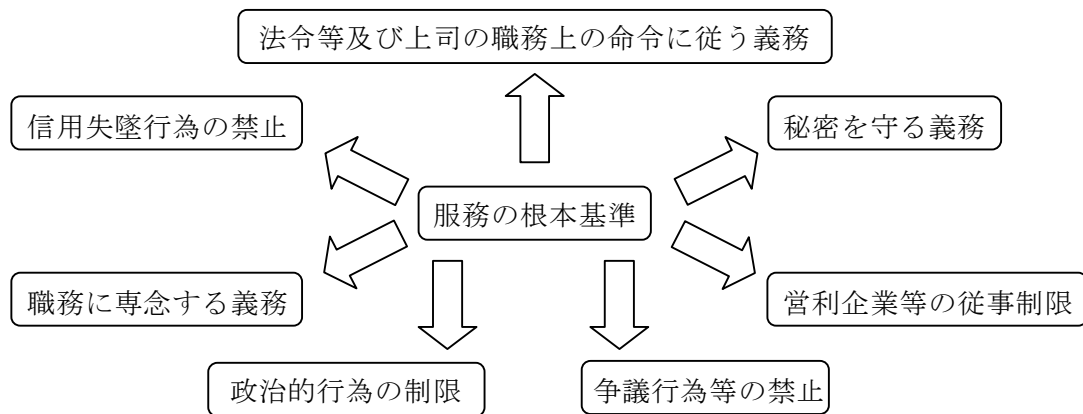 法令等及び上司の職務上の命令に従う義務
信用失墜行為の禁止
秘密を守る義務
服務の根本基準
職務に専念する義務
営利企業等の従事制限
政治的行為の制限
争議行為等の禁止